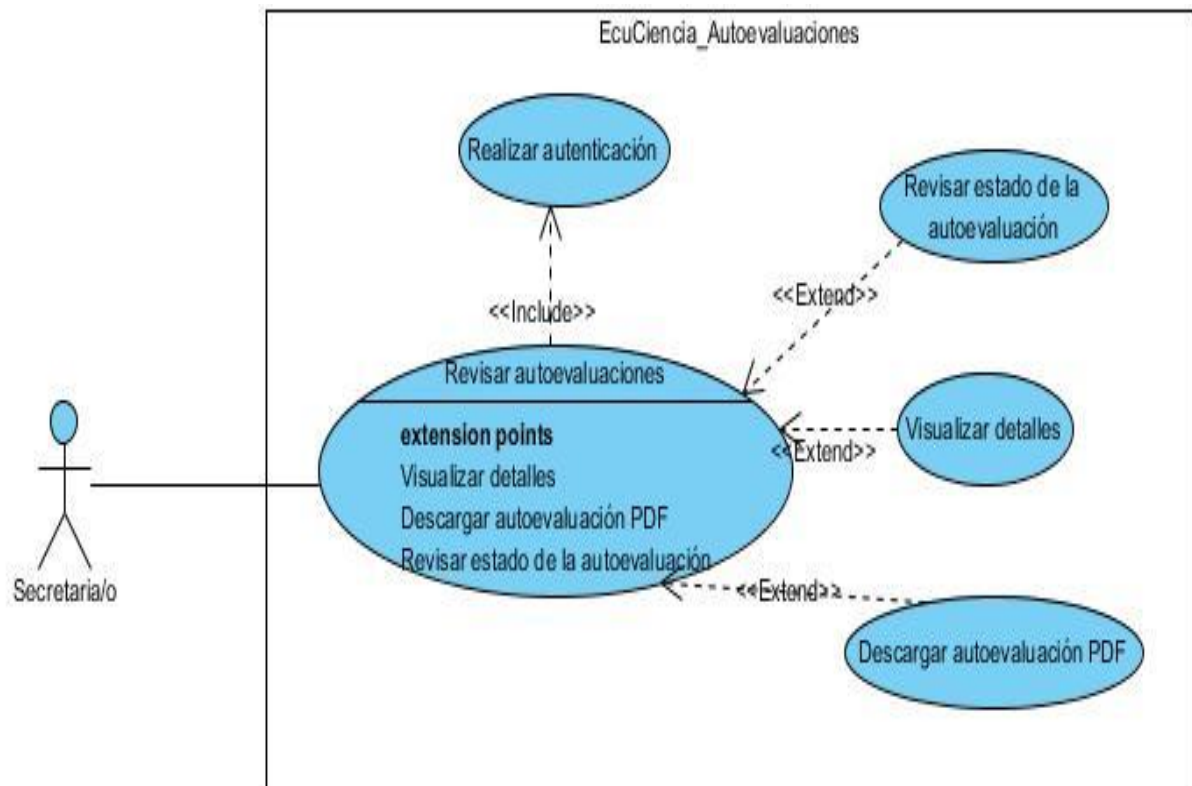 EcuCiencia_Autoevaluaciones
Realizar autenticación
Revisar estado de la
autoevaluación
<<Extend>>
<<Include>>
Revisar autoevaluaciones
extension points
Visualizar detalles
Descargar autoevaluación PDF
Revisar estado de la autoevaluación
Visualizar detalles
<<Extend>>
<<Extend>>
Descargar autoevaluación PDF
Secretaria/o